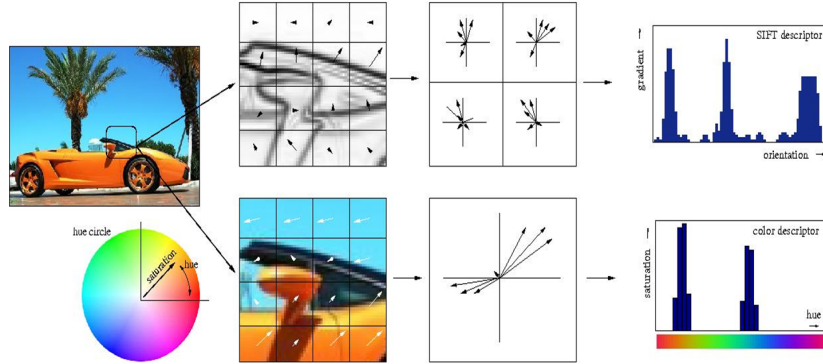 SIFT descriptor
gradient
orientation
hue circle
saturation
hue
color descriptor
saturation
hue